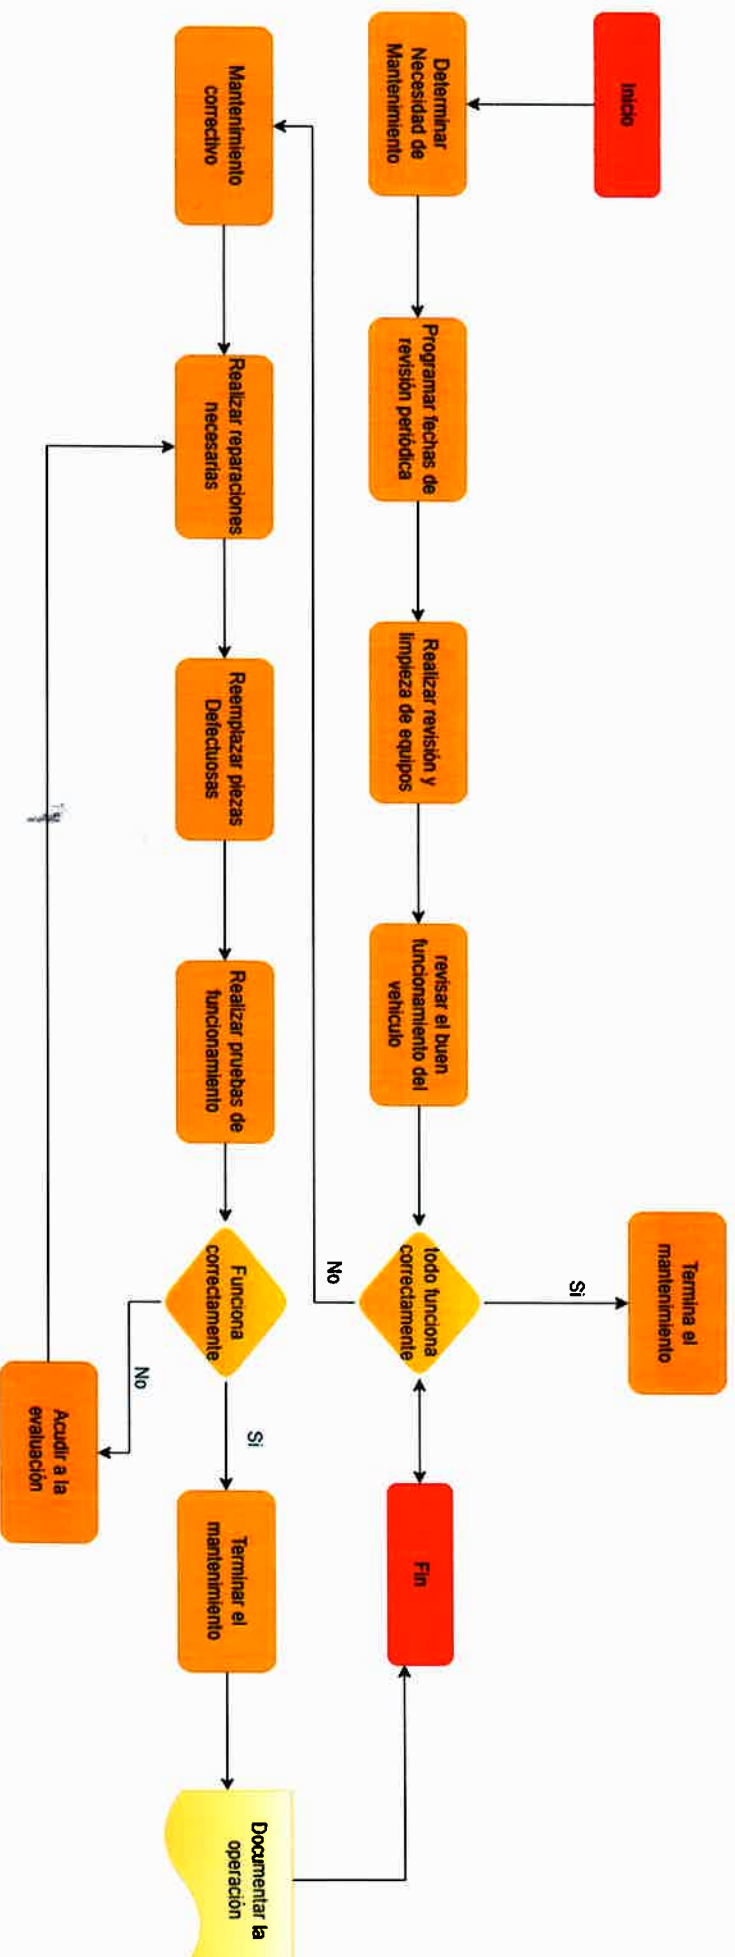 Inicio
Determinar
Necesidad de
Mantenimiento
Programar fechas de
revisión periódica
Realizar revisión y
limpieza de equipos
revisar el buen
funcionamiento del
vehiculo
todo funciona
correctamente
Si
Termina el
mantenimiento
No
Fin
Mantenimiento
correctivo
Realizar reparaciones
necesarias
Reemplazar piezas
Defectuosas
Realizar pruebas de
funcionamiento
Funciona
correctamente
Si
Terminar el
mantenimiento
Documentar la
operación
No
Acudir a la
evaluación